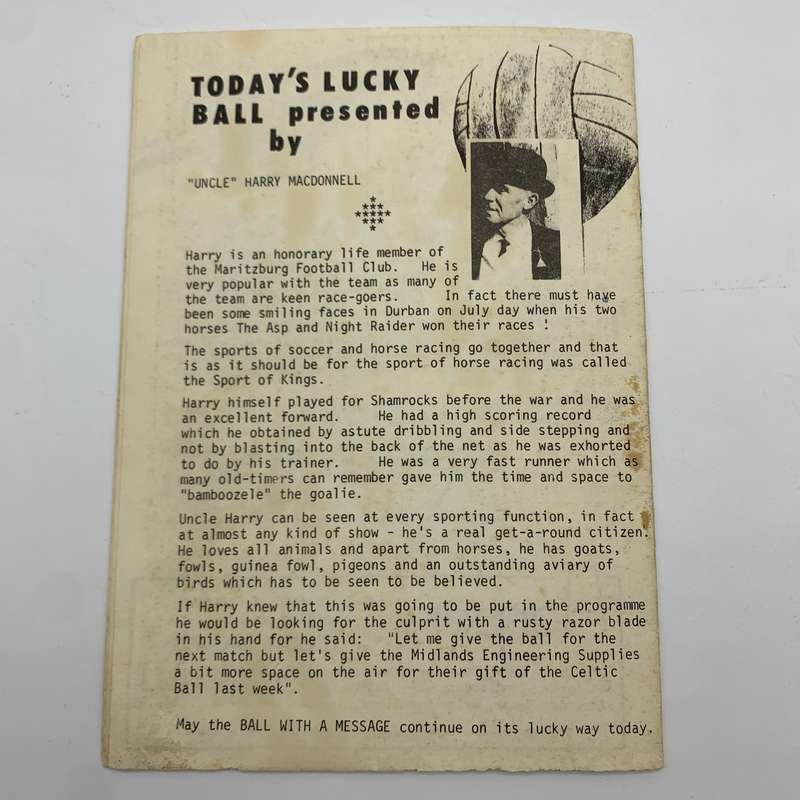 TODAY'S LUCKY
BALL presented
by
"UNCLE" HARRY MACDONNELL
*
***
*****
***
*
Harry is an honorary life member of
the Maritzburg Football Club. He is
very popular with the team as many of
the team are keen race-goers. In fact there must have
been some smiling faces in Durban on July day when his two
horses The Asp and Night Raider won their races !
The sports of soccer and horse racing go together and that
is as it should be for the sport of horse racing was called
the Sport of Kings.
Harry himself played for Shamrocks before the war and he was
an excellent forward. He had a high scoring record
which he obtained by astute dribbling and side stepping and
not by blasting into the back of the net as he was exhorted
to do by his trainer. He was a very fast runner which as
many old-timers can remember gave him the time and space to
"bamboozele" the goalie.
Uncle Harry can be seen at every sporting function, in fact
at almost any kind of show - he's a real get-a-round citizen.
He loves all animals and apart from horses, he has goats,
fowls, guinea fowl, pigeons and an outstanding aviary of
birds which has to be seen to be believed.
If Harry knew that this was going to be put in the programme
he would be looking for the culprit with a rusty razor blade
in his hand for he said: "Let me give the ball for the
next match but let's give the Midlands Engineering Supplies
a bit more space on the air for their gift of the Celtic
Ball last week".
May the BALL WITH A MESSAGE continue on its lucky way today.